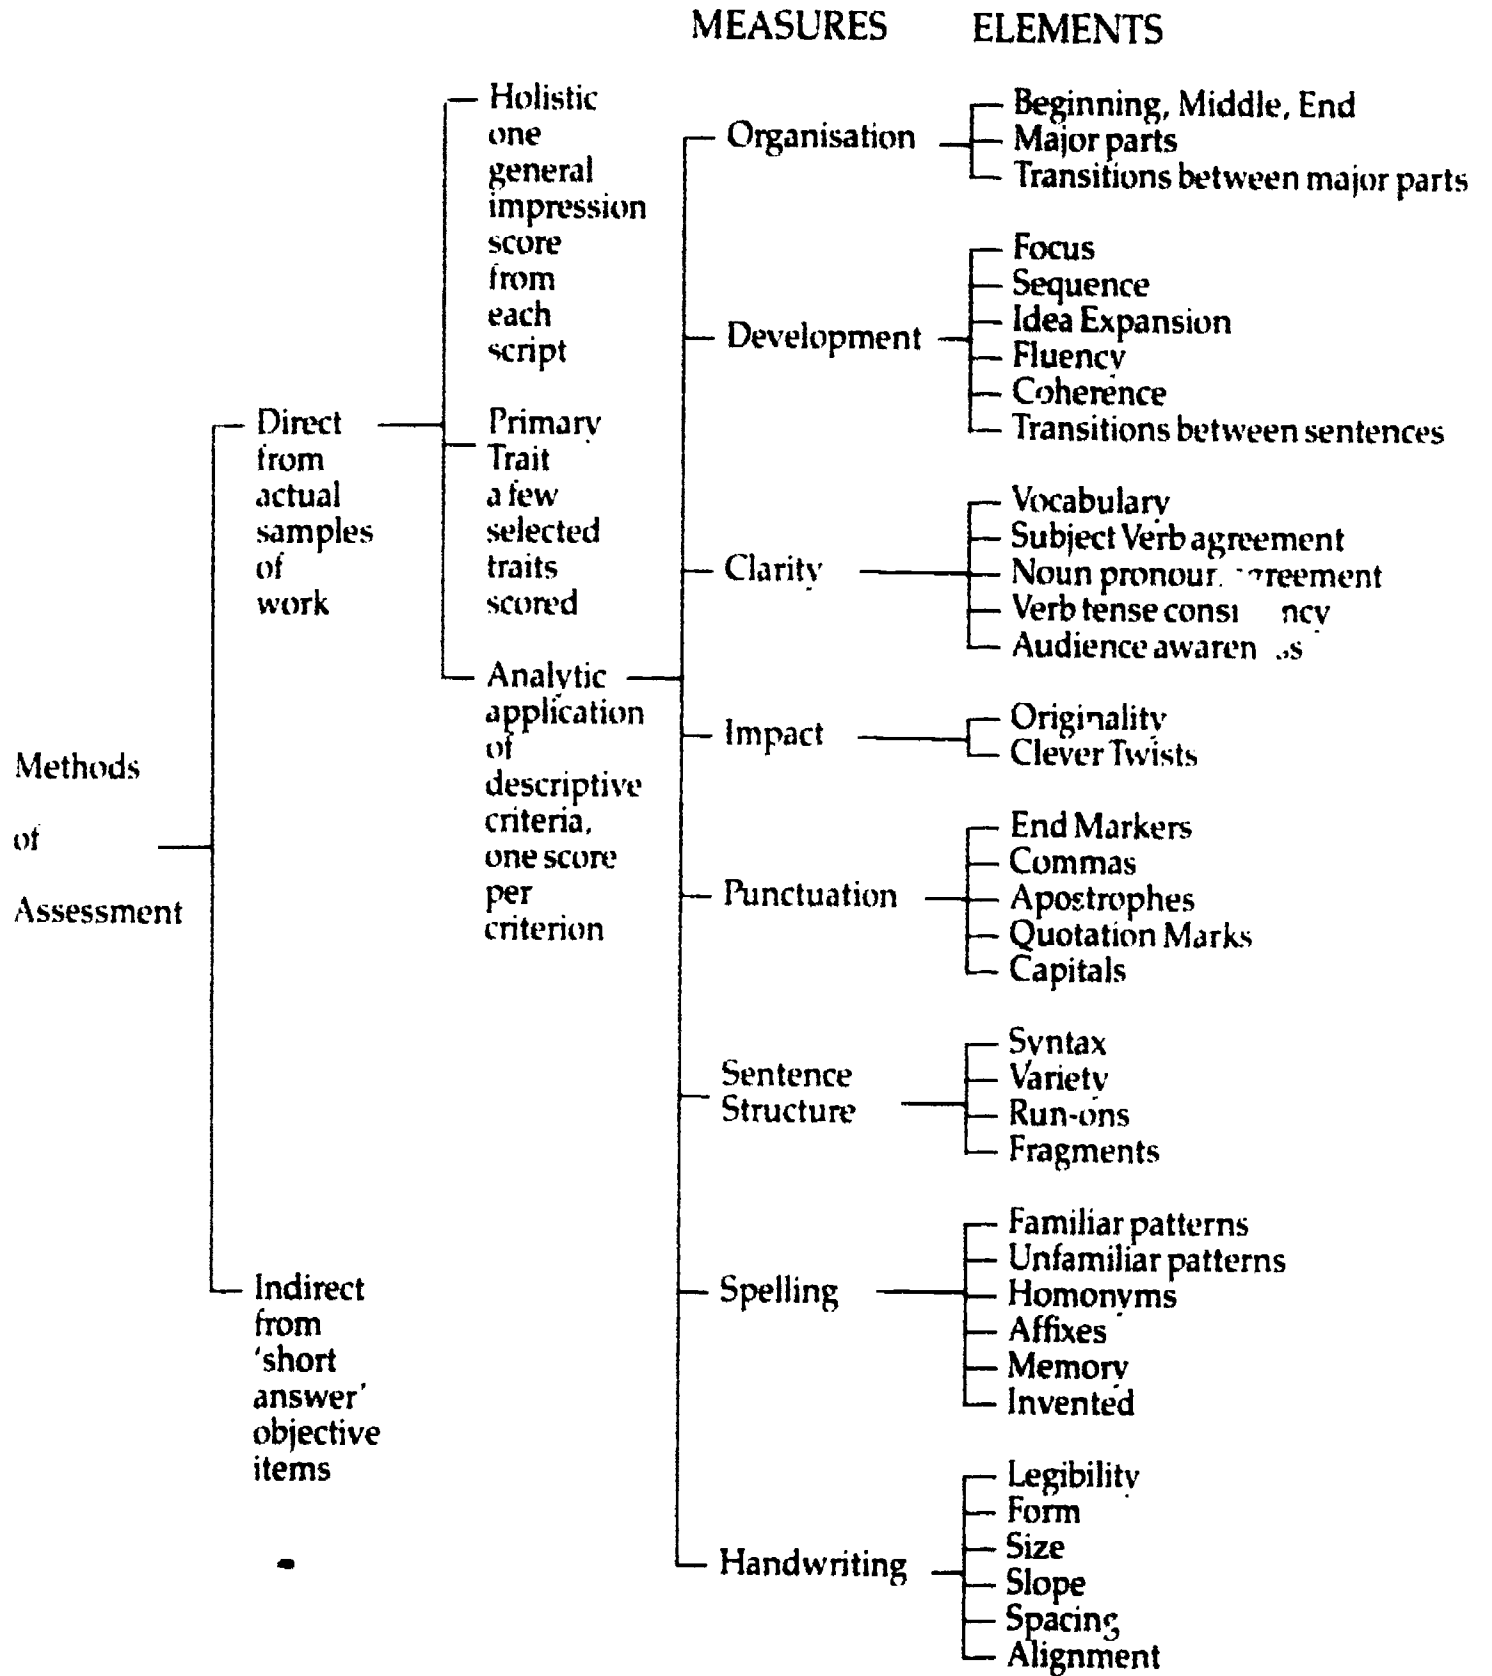 MEASURES ELEMENTS
Methods
of
Assessment
Direct
from
actual
samples
of
work
Indirect
from
'short
answer'
objective
items
Holistic
one
general
impression
score
from
each
script
Primary
Trait
a few
selected
traits
scored
Analytic
application
of
descriptive
criteria,
one score
per
criterion
Organisation
Beginning, Middle, End
Major parts
Transitions between major parts
Development
Focus
Sequence
Idea Expansion
Fluency
Coherence
Transitions between sentences
Clarity
Vocabulary
Subject Verb agreement
Noun pronoun agreement
Verb tense
Audience awareness
Impact
Originality
Clever Twists
Punctuation
End Markers
Commas
Apostrophes
Quotation Marks
Capitals
Sentence
Structure
Syntax
Variety
Run-ons
Fragments
Spelling
Familiar patterns
Unfamiliar patterns
Homonyms
Affixes
Memory
Invented
Handwriting
Legibility
Form
Size
Slope
Spacing
Alignment